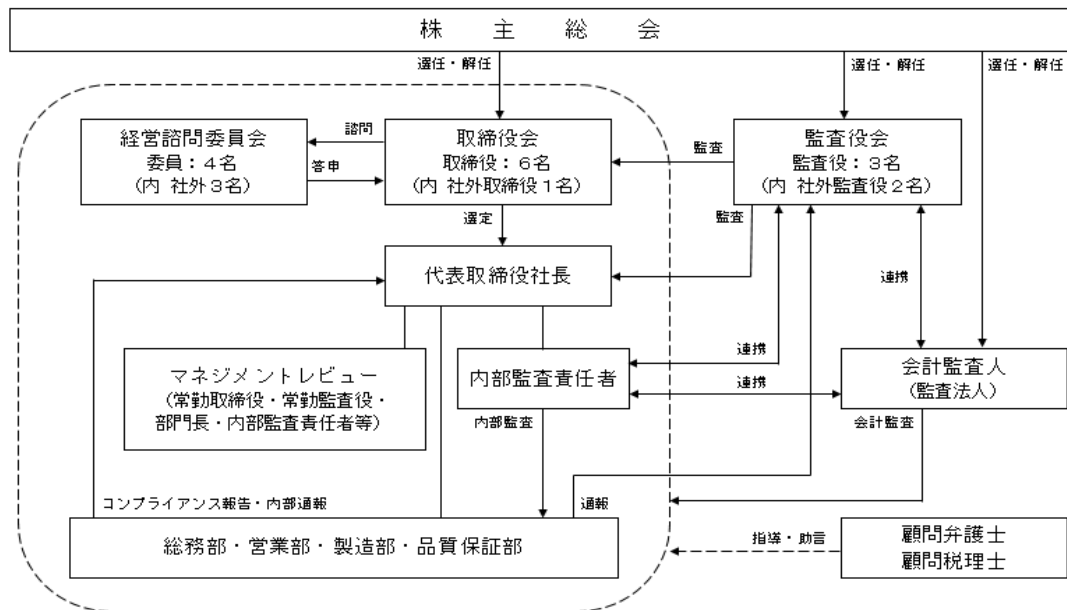 株主総会
選任・解任
選任・解任
選任・解任
経営諮問委員会
委員：４名
（内 社外３名）
諮問
答申
取締役会
取締役：６名
（内 社外取締役１名）
監査
監査役会
監査役：３名
（内 社外監査役２名）
選定
監査
代表取締役社長
連携
マネジメントレビュー
（常勤取締役・常勤監査役・
部門長・内部監査責任者等）
内部監査責任者
連携
連携
会計監査人
（監査法人）
内部監査
会計監査
コンプライアンス報告・内部通報
通報
総務部・営業部・製造部・品質保証部
指導・助言
顧問弁護士
顧問税理士